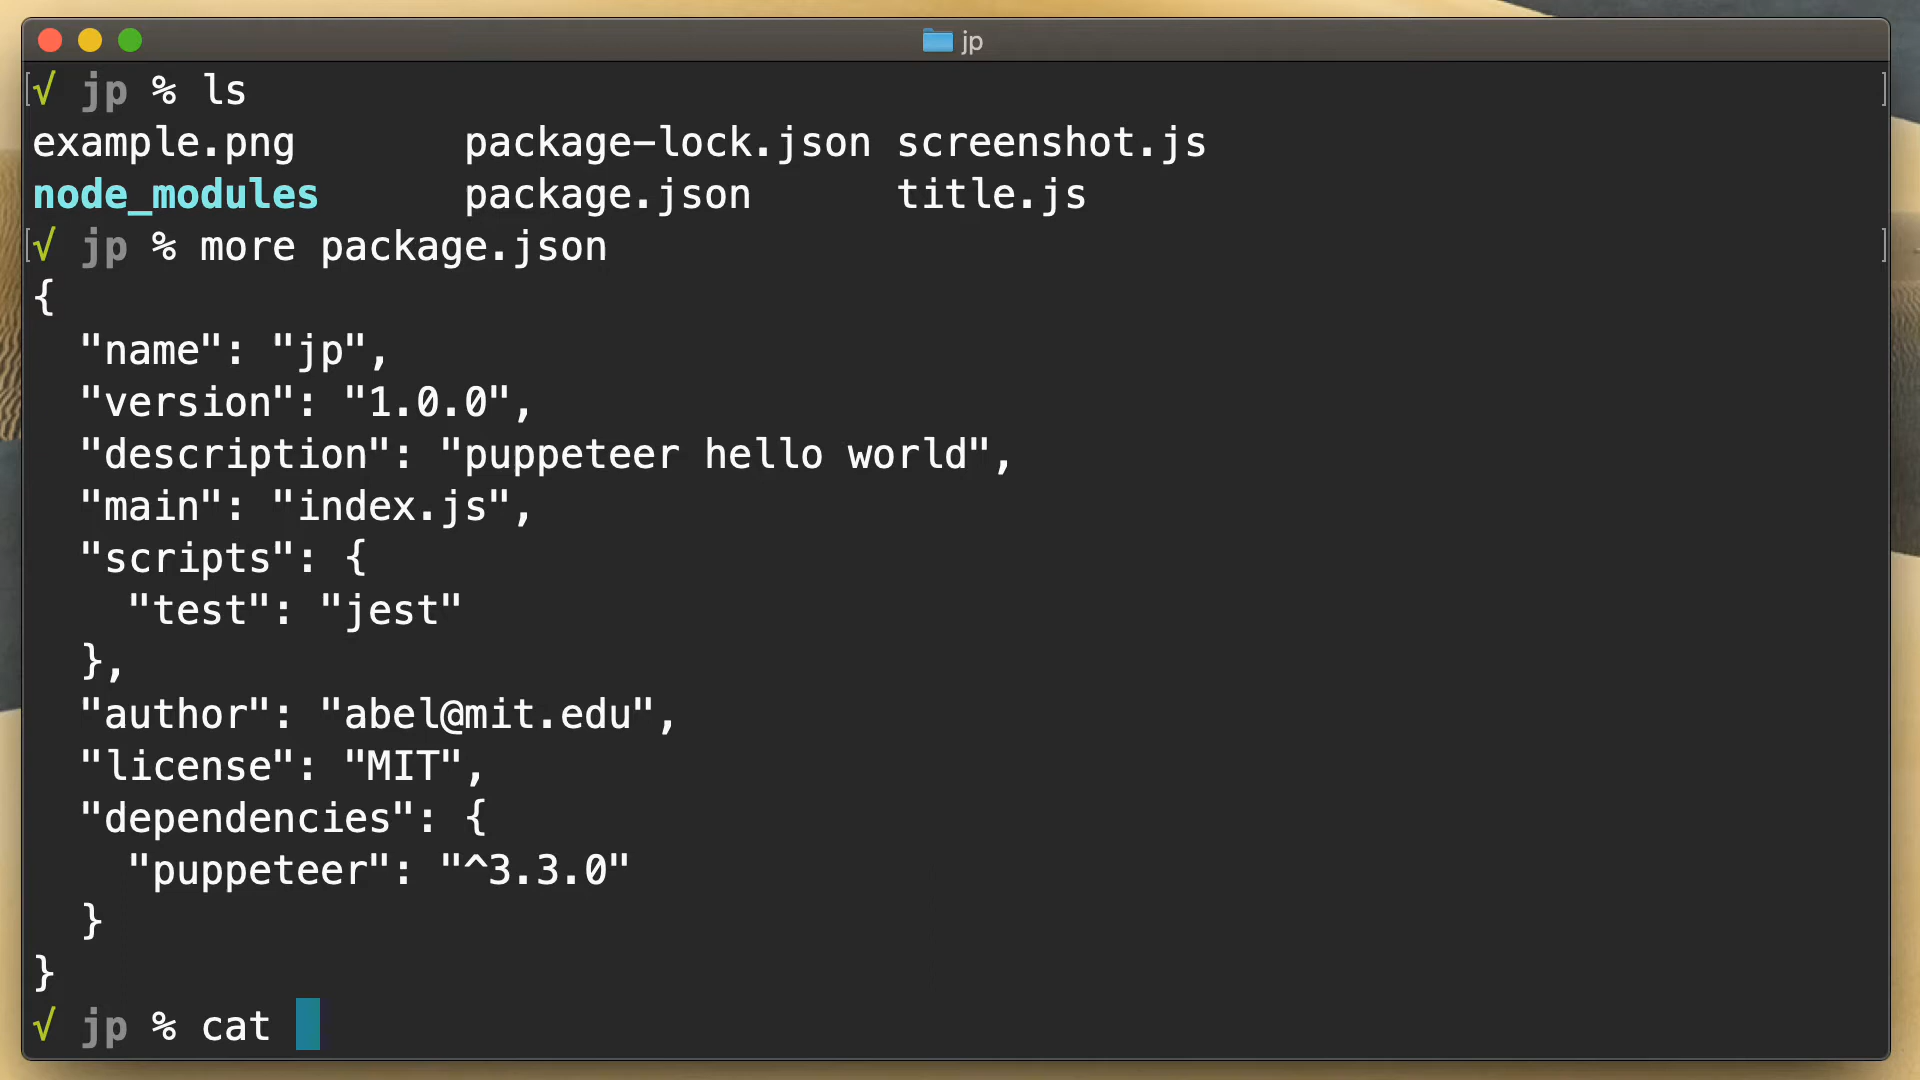 jp
[√ jp % ls ]
example.png package-lock.json screenshot.js
node_modules package.json title.js
[√ jp % more package.json ]
{
  "name": "jp",
  "version": "1.0.0",
  "description": "puppeteer hello world",
  "main": "index.js",
  "scripts": {
    "test": "jest"
  },
  "author": "abel@mit.edu",
  "license": "MIT",
  "dependencies": {
    "puppeteer": "^3.3.0"
  }
}
√ jp % cat